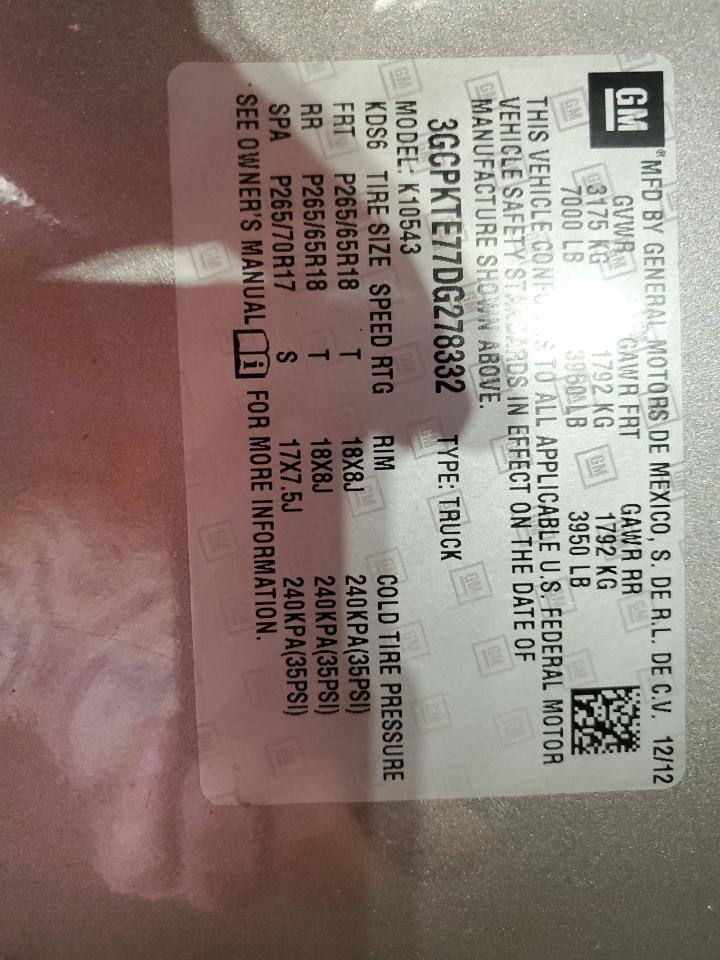 GM
®MFD BY GENERAL MOTORS DE MEXICO, S. DE R.L. DE C.V. 12/12
GVWR GAWR FRT GAWR RR
3175 KG 1792 KG 1792 KG
7000 LB 3950 LB 3950 LB
THIS VEHICLE CONFORMS TO ALL APPLICABLE U.S. FEDERAL MOTOR
VEHICLE SAFETY STANDARDS IN EFFECT ON THE DATE OF
MANUFACTURE SHOWN ABOVE.
3GCPKTE77DG278332 TYPE: TRUCK
MODEL: K10543
KDS6 TIRE SIZE SPEED RTG RIM COLD TIRE PRESSURE
FRT P265/65R18 T 18X8J 240KPA(35PSI)
RR P265/65R18 T 18X8J 240KPA(35PSI)
SPA P265/70R17 S 17X7.5J 240KPA(35PSI)
SEE OWNER'S MANUAL i FOR MORE INFORMATION.